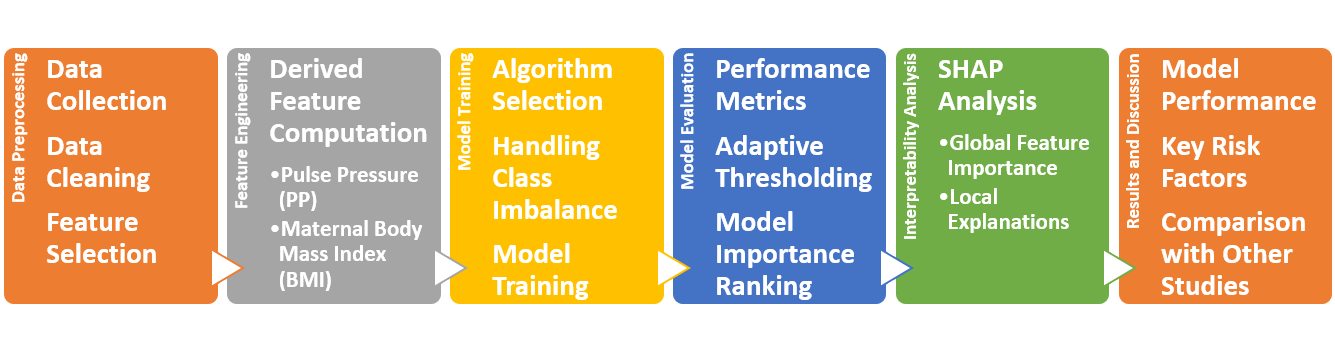 Data Preprocessing
Data
Collection
Data
Cleaning
Feature
Selection
Feature Engineering
Derived
Feature
Computation
•Pulse Pressure
(PP)
•Maternal Body
Mass Index
(BMI)
Model Training
Algorithm
Selection
Handling
Class
Imbalance
Model
Training
Model Evaluation
Performance
Metrics
Adaptive
Thresholding
Model
Importance
Ranking
Interpretability Analysis
SHAP
Analysis
•Global Feature
Importance
•Local
Explanations
Results and Discussion
Model
Performance
Key Risk
Factors
Comparison
with Other
Studies